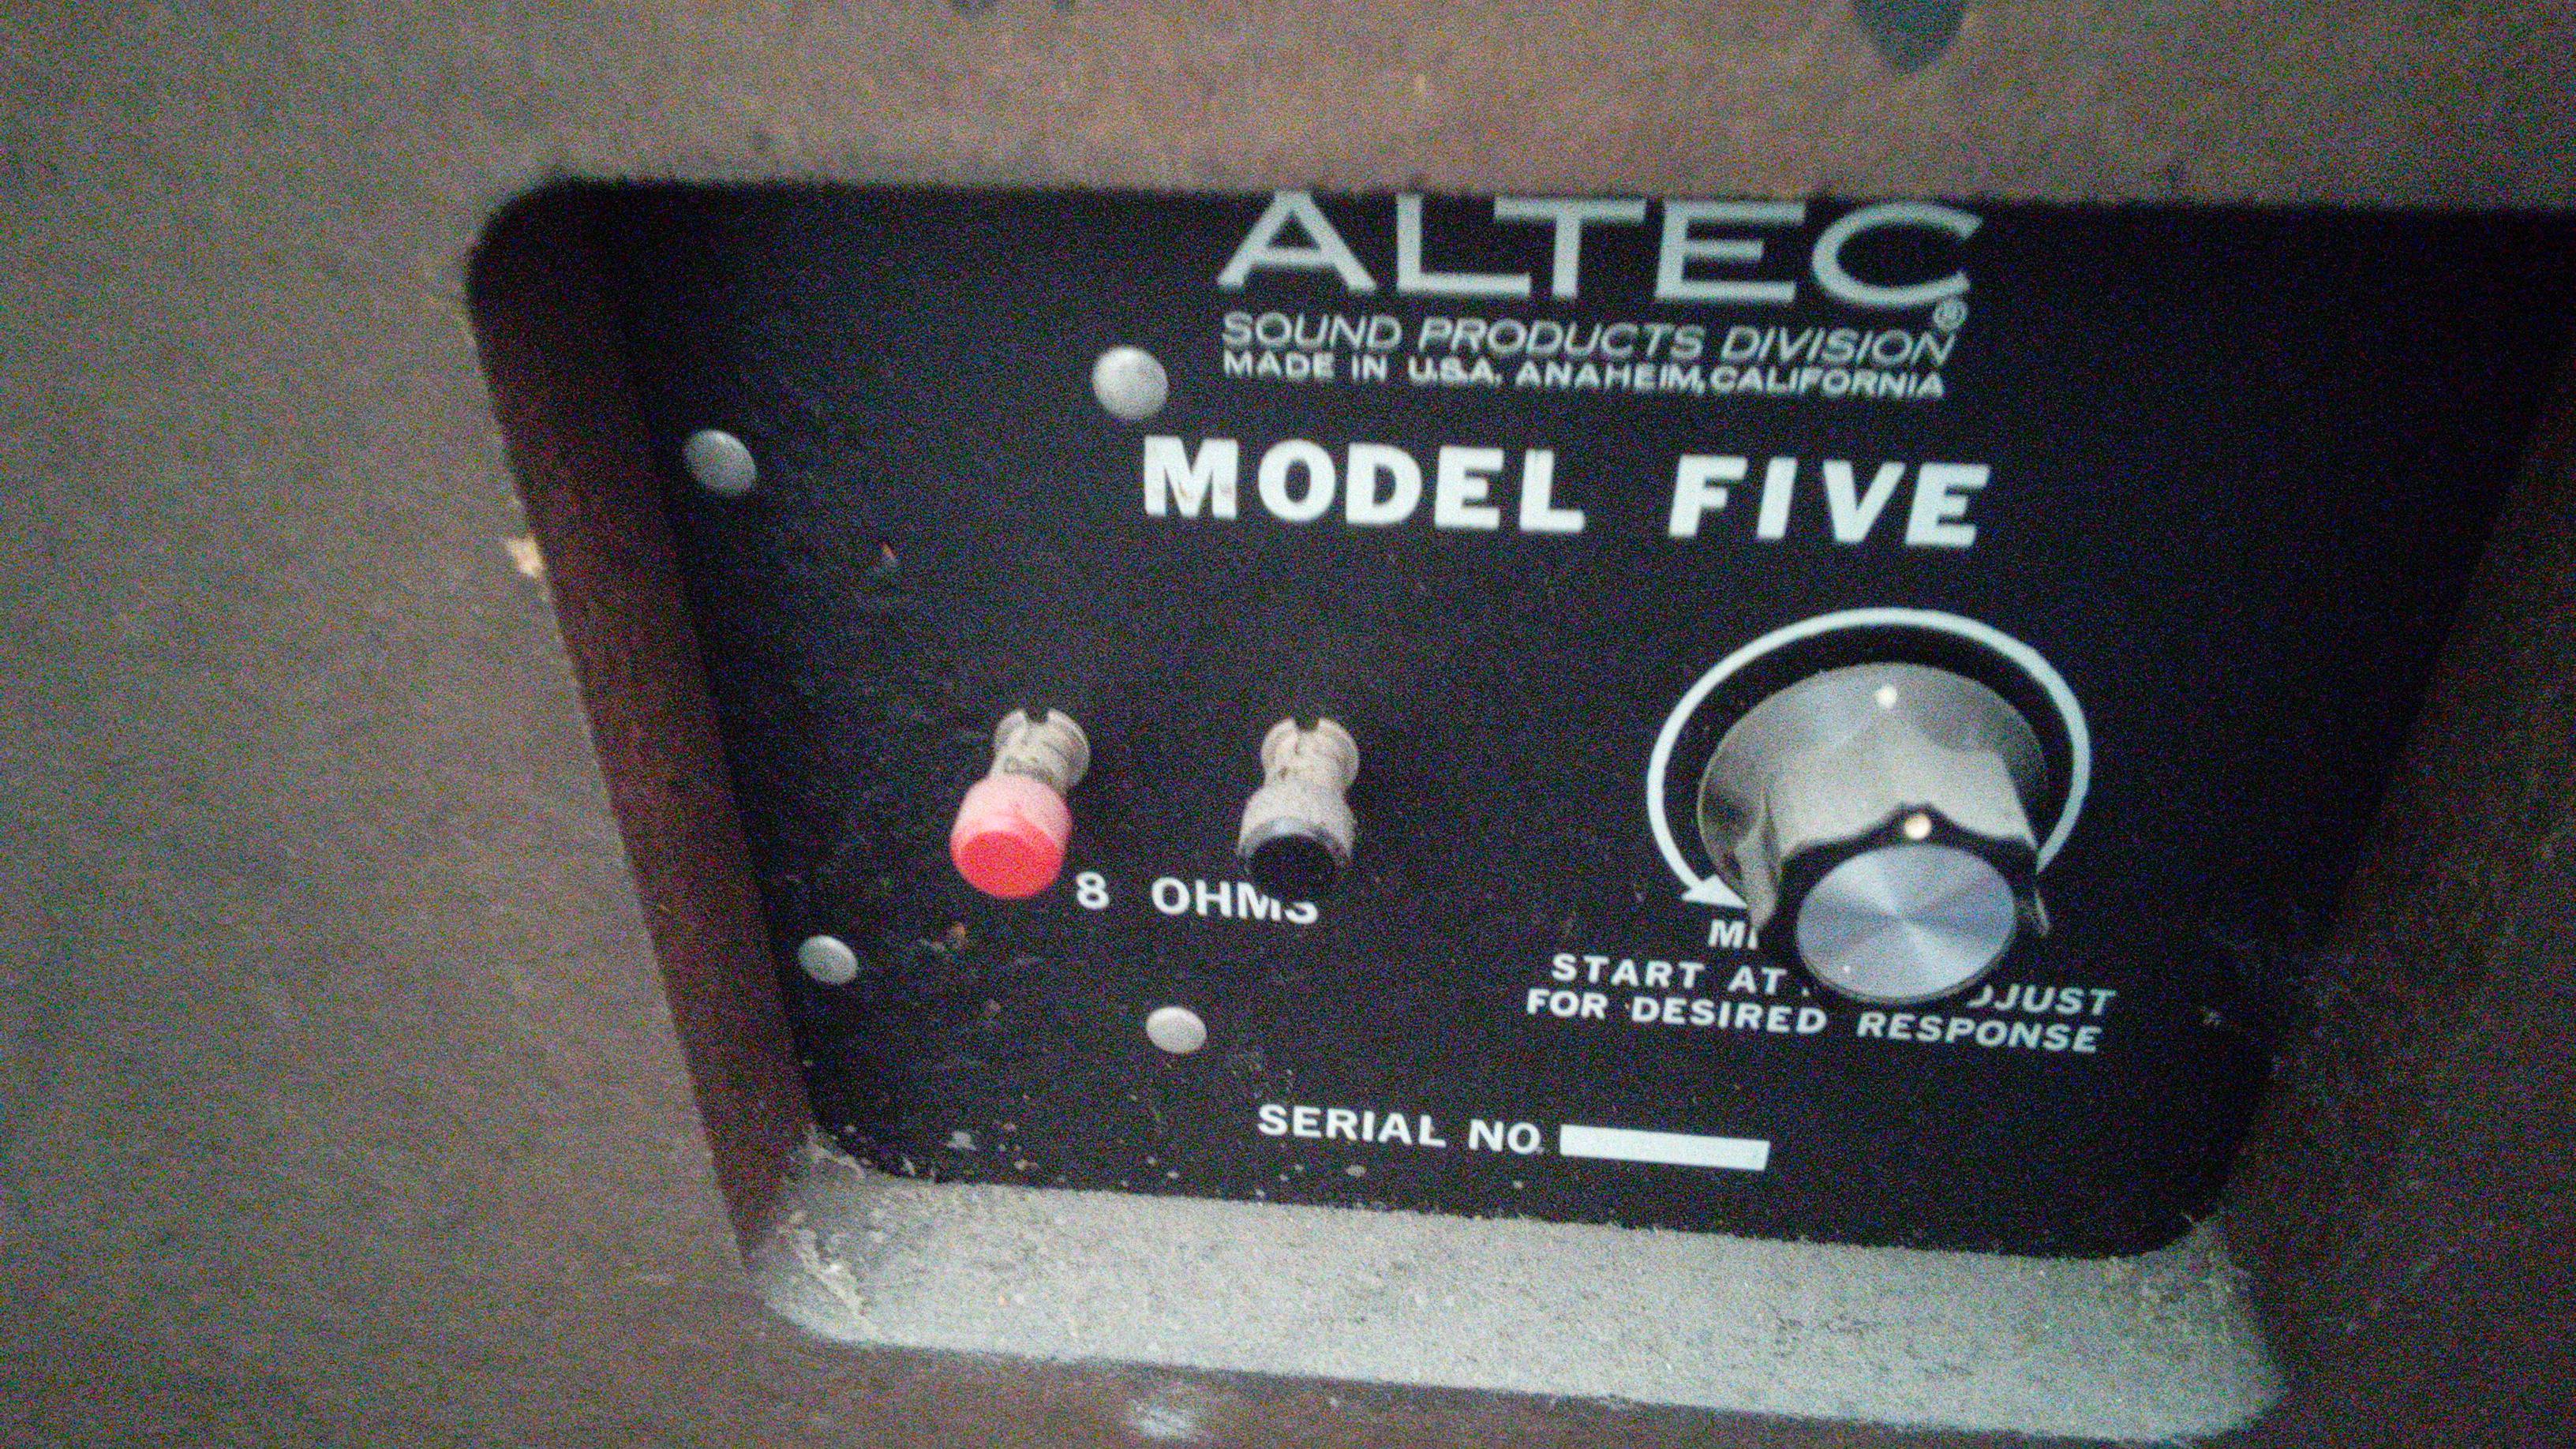 ALTEC®
SOUND PRODUCTS DIVISION
MADE IN U.S.A. ANAHEIM, CALIFORNIA
MODEL FIVE
8 OHMS
START AT
FOR DESIRED RESPONSE
SERIAL NO.